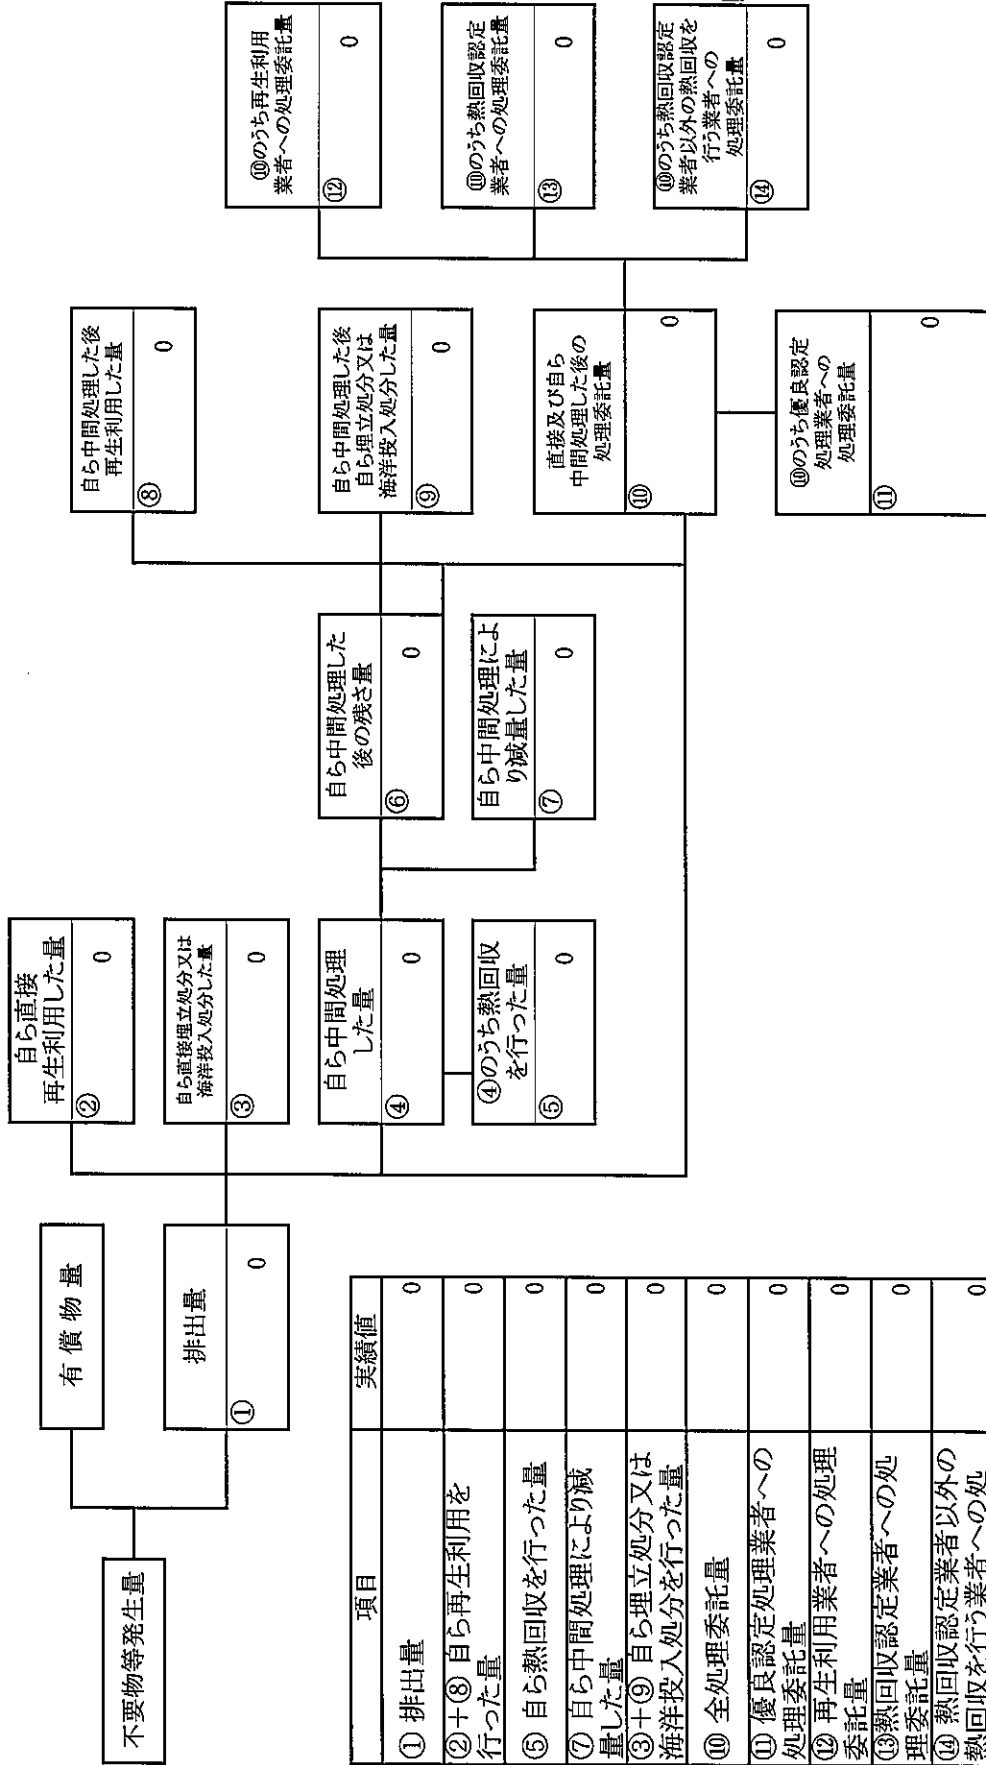 不要物等発生量
有償物量
排出量
①
0
自ら直接
再生利用した量
②
0
自ら直接埋立処分又は
海洋投入処分した量
③
0
自ら中間処理
した量
④
0
④のうち熱回収
を行った量
⑤
0
自ら中間処理した
後の残さ量
⑥
0
自ら中間処理によ
り減量した量
⑦
0
自ら中間処理した後
再生利用した量
⑧
0
自ら中間処理した後
自ら埋立処分又は
海洋投入処分した量
⑨
0
直接及び自ら
中間処理した後の
処理委託量
⑩
0
⑩のうち優良認定
処理業者への
処理委託量
⑪
0
⑩のうち再生利用
業者への処理委託量
⑫
0
⑩のうち熱回収認定
業者への処理委託量
⑬
0
⑩のうち熱回収認定
業者以外の熱回収を
行う業者への
処理委託量
⑭
0
項目 実績値
①排出量 0
②+⑧自ら再生利用を
行った量 0
⑤自ら熱回収を行った量 0
⑦自ら中間処理により減
量した量 0
③+⑨自ら埋立処分又は
海洋投入処分を行った量 0
⑩全処理委託量 0
⑪優良認定処理業者への
処理委託量 0
⑫再生利用業者への処理
委託量 0
⑬熱回収認定業者への処
理委託量 0
⑭熱回収認定業者以外の
熱回収を行う業者への処 0